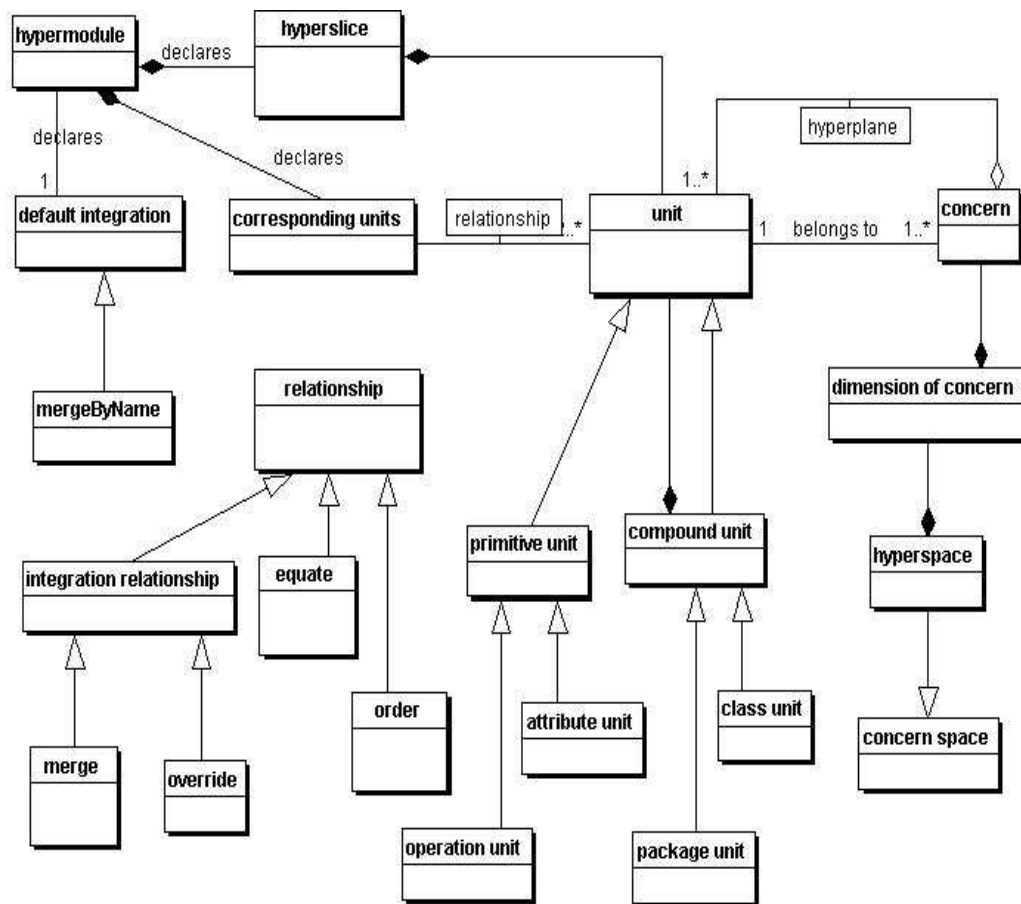 hypermodule
hyperslice
declares
hyperplane
declares
declares
1
1..*
default integration
corresponding units
relationship
..*
unit
1
belongs to
1..*
concern
mergeByName
relationship
dimension of concern
primitive unit
compound unit
hyperspace
integration relationship
equate
order
attribute unit
class unit
concern space
merge
override
operation unit
package unit